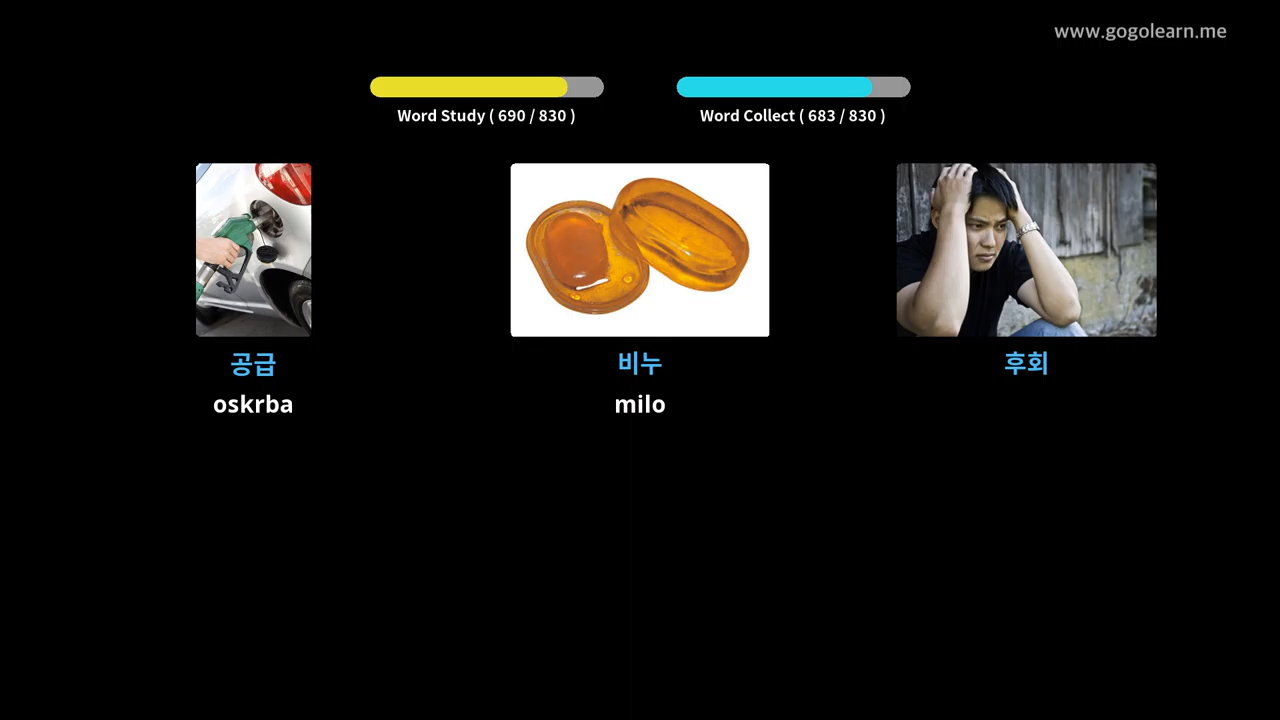 www.gogolearn.me
Word Study ( 690 / 830 )
Word Collect ( 683 / 830 )
공급
비누
후회
oskrba
milo